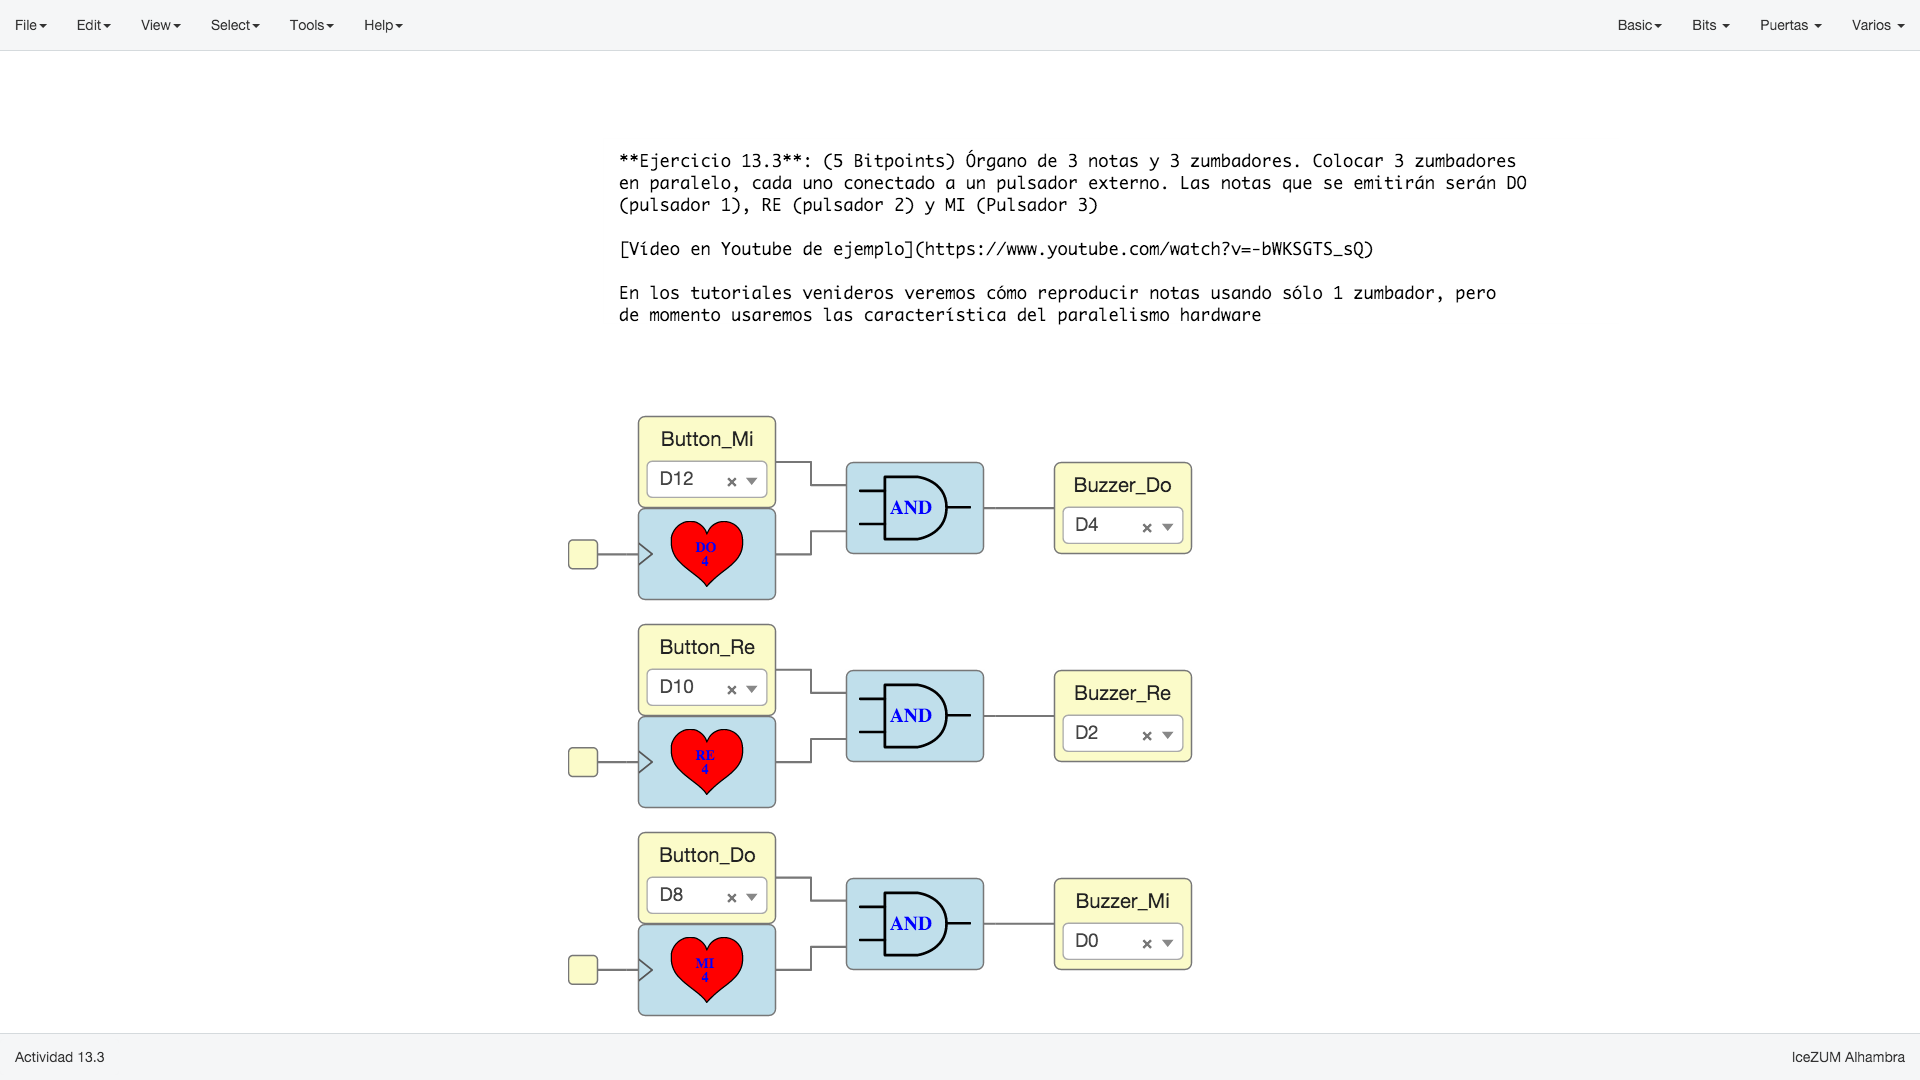 File Edit View Select Tools Help Basic Bits Puertas Varios
**Ejercicio 13.3**: (5 Bitpoints) Órgano de 3 notas y 3 zumbadores. Colocar 3 zumbadores
en paralelo, cada uno conectado a un pulsador externo. Las notas que se emitirán serán DO
(pulsador 1), RE (pulsador 2) y MI (Pulsador 3)
[Vídeo en Youtube de ejemplo](https://www.youtube.com/watch?v=-bWKSGTS_sQ)
En los tutoriales venideros veremos cómo reproducir notas usando sólo 1 zumbador, pero
de momento usaremos las característica del paralelismo hardware
Button_Mi
D12
DO
4
AND
Buzzer_Do
D4
Button_Re
D10
RE
4
AND
Buzzer_Re
D2
Button_Do
D8
MI
4
AND
Buzzer_Mi
D0
Actividad 13.3
IceZUM Alhambra